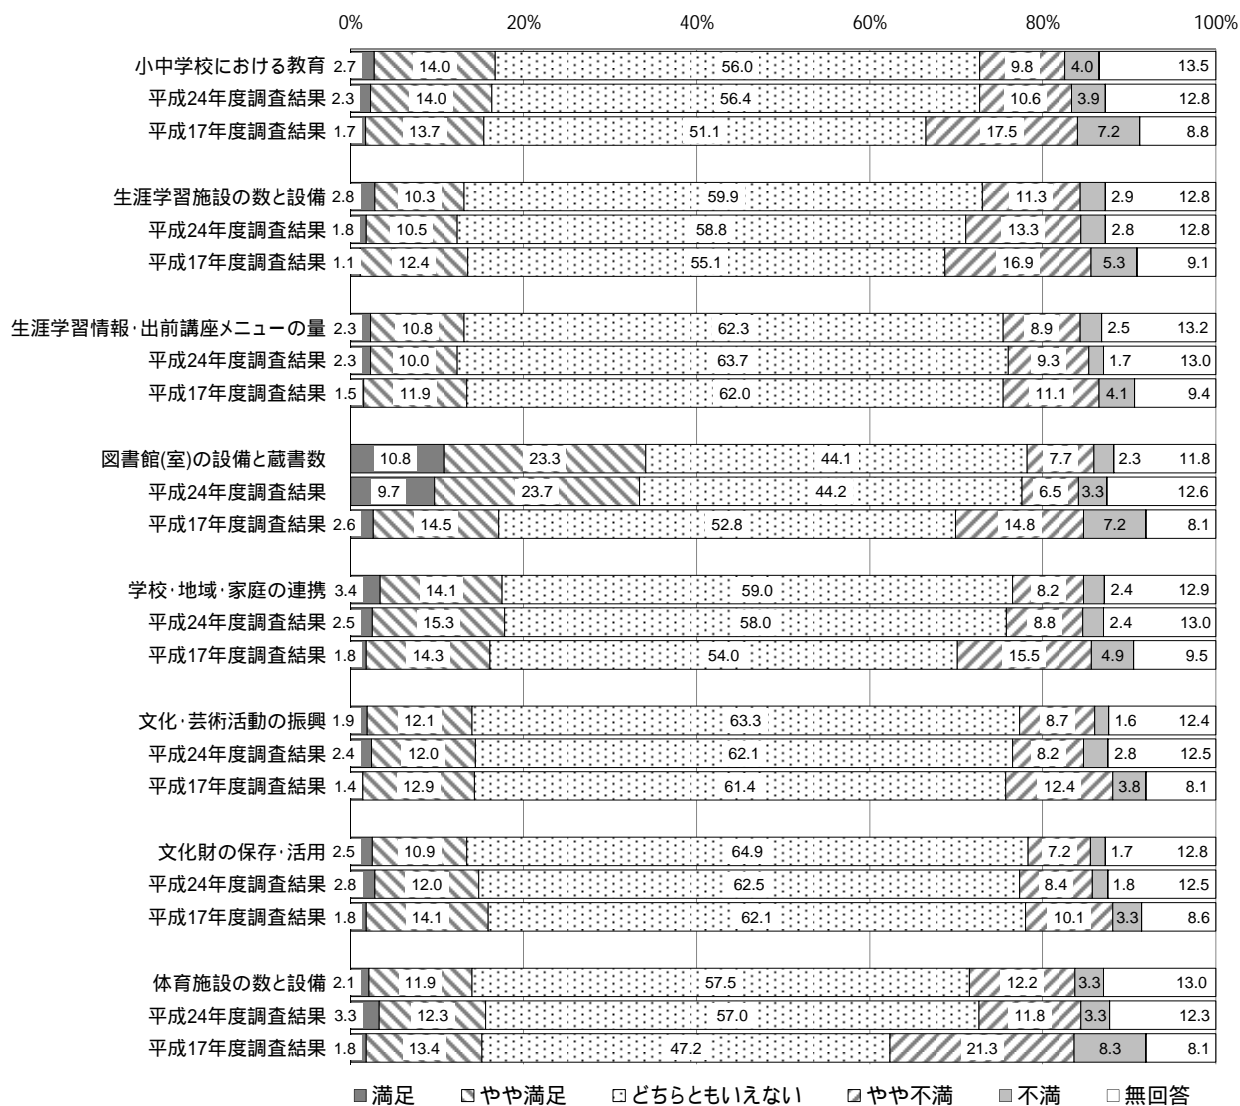 0% 20% 40% 60% 80% 100%
小中学校における教育 2.7 14.0 56.0 9.8 4.0 13.5
平成24年度調査結果 2.3 14.0 56.4 10.6 3.9 12.8
平成17年度調査結果 1.7 13.7 51.1 17.5 7.2 8.8
生涯学習施設の数と設備 2.8 10.3 59.9 11.3 2.9 12.8
平成24年度調査結果 1.8 10.5 58.8 13.3 2.8 12.8
平成17年度調査結果 1.1 12.4 55.1 16.9 5.3 9.1
生涯学習情報・出前講座メニューの量 2.3 10.8 62.3 8.9 2.5 13.2
平成24年度調査結果 2.3 10.0 63.7 9.3 1.7 13.0
平成17年度調査結果 1.5 11.9 62.0 11.1 4.1 9.4
図書館(室)の設備と蔵書数 10.8 23.3 44.1 7.7 2.3 11.8
平成24年度調査結果 9.7 23.7 44.2 6.5 3.3 12.6
平成17年度調査結果 2.6 14.5 52.8 14.8 7.2 8.1
学校・地域・家庭の連携 3.4 14.1 59.0 8.2 2.4 12.9
平成24年度調査結果 2.5 15.3 58.0 8.8 2.4 13.0
平成17年度調査結果 1.8 14.3 54.0 15.5 4.9 9.5
文化・芸術活動の振興 1.9 12.1 63.3 8.7 1.6 12.4
平成24年度調査結果 2.4 12.0 62.1 8.2 2.8 12.5
平成17年度調査結果 1.4 12.9 61.4 12.4 3.8 8.1
文化財の保存・活用 2.5 10.9 64.9 7.2 1.7 12.8
平成24年度調査結果 2.8 12.0 62.5 8.4 1.8 12.5
平成17年度調査結果 1.8 14.1 62.1 10.1 3.3 8.6
体育施設の数と設備 2.1 11.9 57.5 12.2 3.3 13.0
平成24年度調査結果 3.3 12.3 57.0 11.8 3.3 12.3
平成17年度調査結果 1.8 13.4 47.2 21.3 8.3 8.1
満足 やや満足 どちらともいえない やや不満 不満 無回答